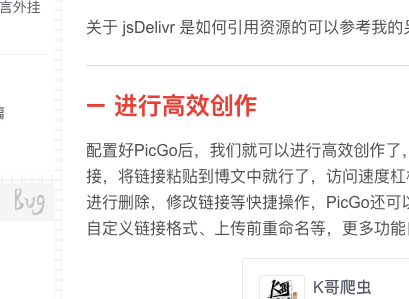 言外挂
关于 jsDelivr 是如何引用资源的可以参考我的
一 进行高效创作
篇
配置好PicGo后，我们就可以进行高效创作了，
接，将链接粘贴到博文中就行了，访问速度杠
Bug
进行删除，修改链接等快捷操作，PicGo还可以
自定义链接格式、上传前重命名等，更多功能
K哥爬虫